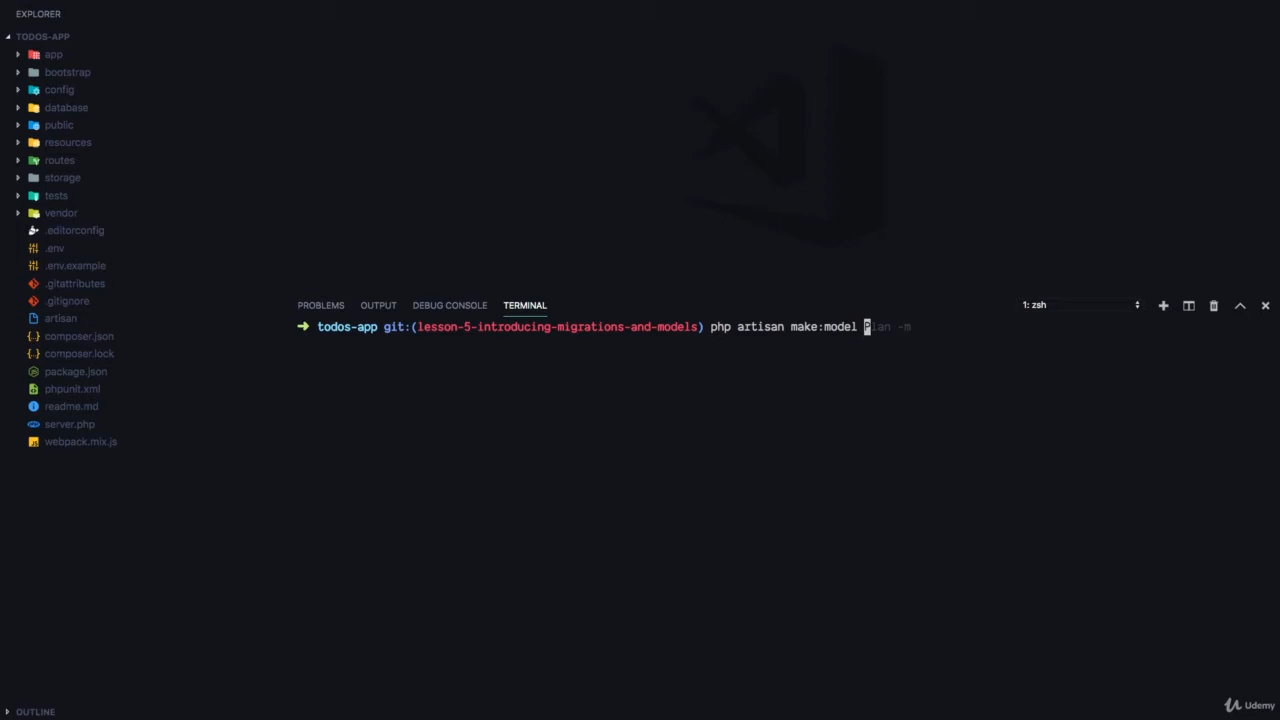 EXPLORER
TODOS-APP
app
bootstrap
config
database
public
resources
routes
storage
tests
vendor
.editorconfig
.env
.env.example
.gitattributes
.gitignore
artisan
composer.json
composer.lock
package.json
phpunit.xml
readme.md
server.php
webpack.mix.js
OUTLINE
PROBLEMS OUTPUT DEBUG CONSOLE TERMINAL 1: zsh
todos-app git:(lesson-5-introducing-migrations-and-models) php artisan make:model Plan -m
Udemy